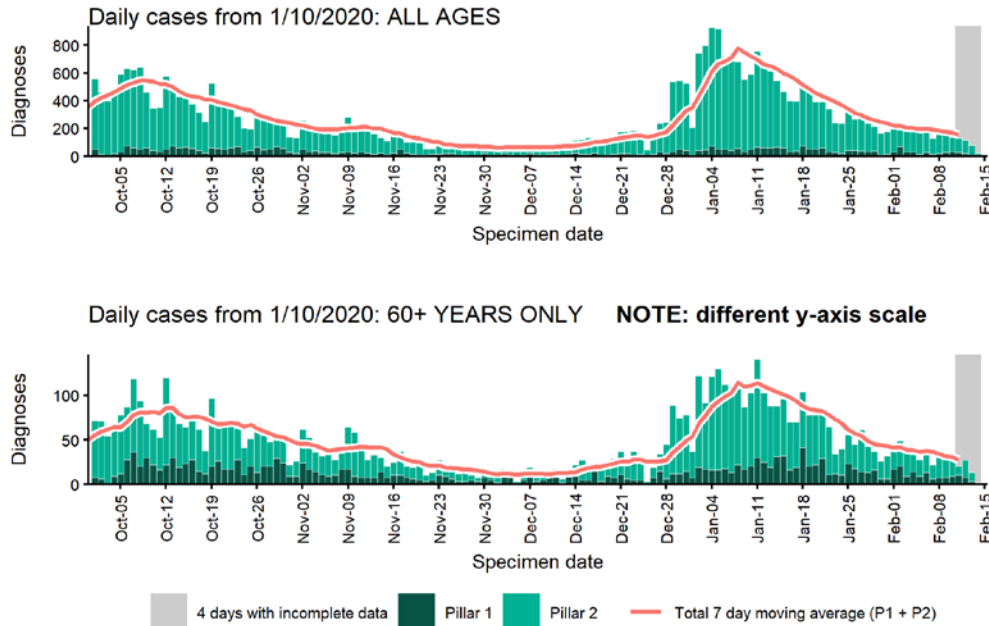 Daily cases from 1/10/2020: ALL AGES
Diagnoses
800
600
400
200
0
Oct-05
Oct-12
Oct-19
Oct-26
Nov-02
Nov-09
Nov-16
Nov-23
Nov-30
Dec-07
Dec-14
Dec-21
Dec-28
Jan-04
Jan-11
Jan-18
Jan-25
Feb-01
Feb-08
Feb-15
Specimen date
Daily cases from 1/10/2020: 60+ YEARS ONLY NOTE: different y-axis scale
Diagnoses
100
50
0
Oct-05
Oct-12
Oct-19
Oct-26
Nov-02
Nov-09
Nov-16
Nov-23
Nov-30
Dec-07
Dec-14
Dec-21
Dec-28
Jan-04
Jan-11
Jan-18
Jan-25
Feb-01
Feb-08
Feb-15
Specimen date
4 days with incomplete data Pillar 1 Pillar 2 Total 7 day moving average (P1 + P2)